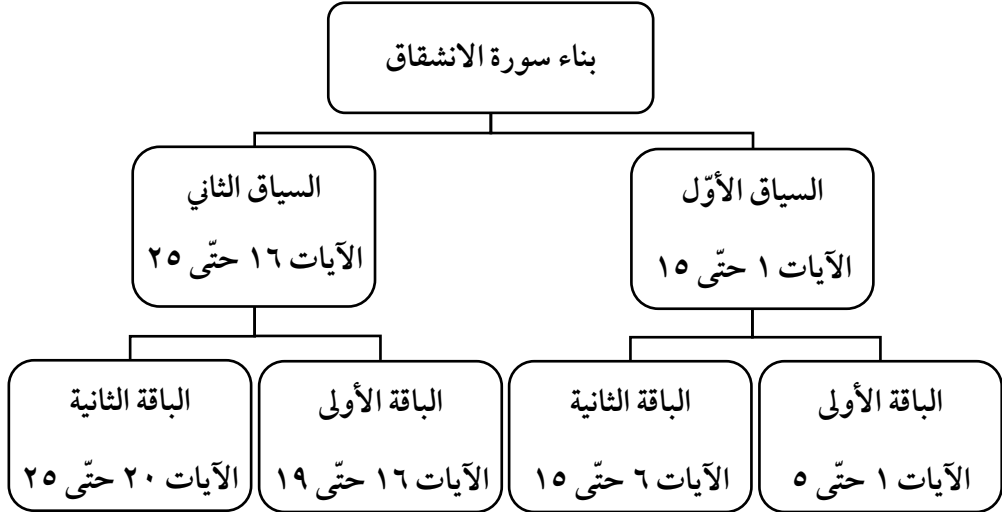 بناء سورة الانشقاق
السياق الأوّل
الآيات ١ حتّى ١٥
السياق الثاني
الآيات ١٦ حتّى ٢٥
الباقة الأولى
الآيات ١ حتّى ٥
الباقة الثانية
الآيات ٦ حتّى ١٥
الباقة الأولى
الآيات ١٦ حتّى ١٩
الباقة الثانية
الآيات ٢٠ حتّى ٢٥